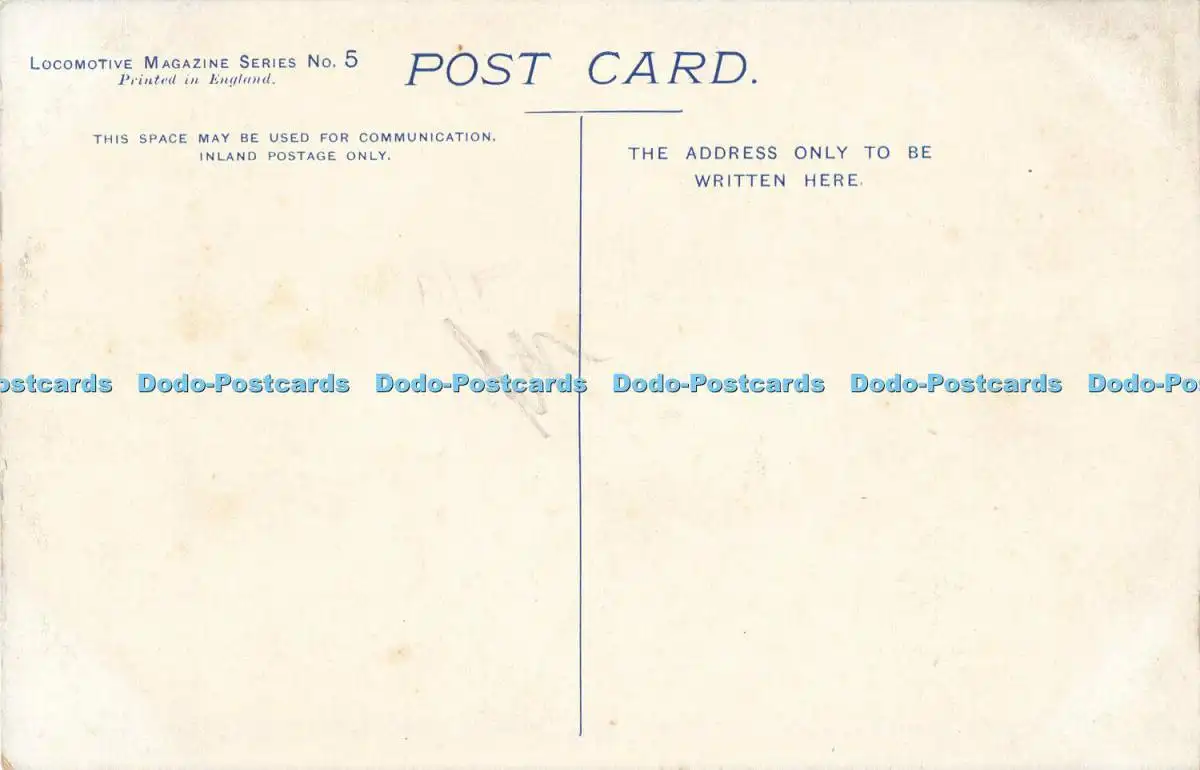 LOCOMOTIVE MAGAZINE SERIES NO. 5
Printed in England.
POST CARD.
THIS SPACE MAY BE USED FOR COMMUNICATION.
INLAND POSTAGE ONLY.
THE ADDRESS ONLY TO BE
WRITTEN HERE.
ostcards Dodo-Postcards Dodo-Postcards Dodo-Postcards Dodo-Postcards Dodo-Po